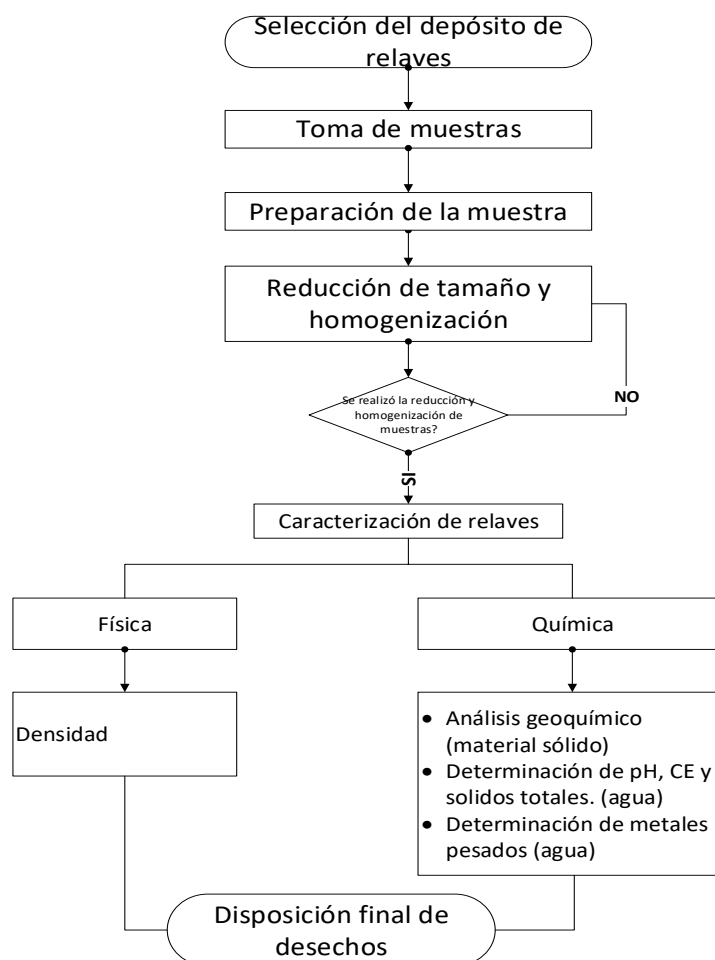 Selección del depósito de
relaves
Toma de muestras
Preparación de la muestra
Reducción de tamaño y
homogenización
Se realizó la reducción y
homogenización de
muestras?
NO
SI
Caracterización de relaves
Física
Química
Densidad
• Análisis geoquímico
(material sólido)
• Determinación de pH, CE y
solidos totales. (agua)
• Determinación de metales
pesados (agua)
Disposición final de
desechos